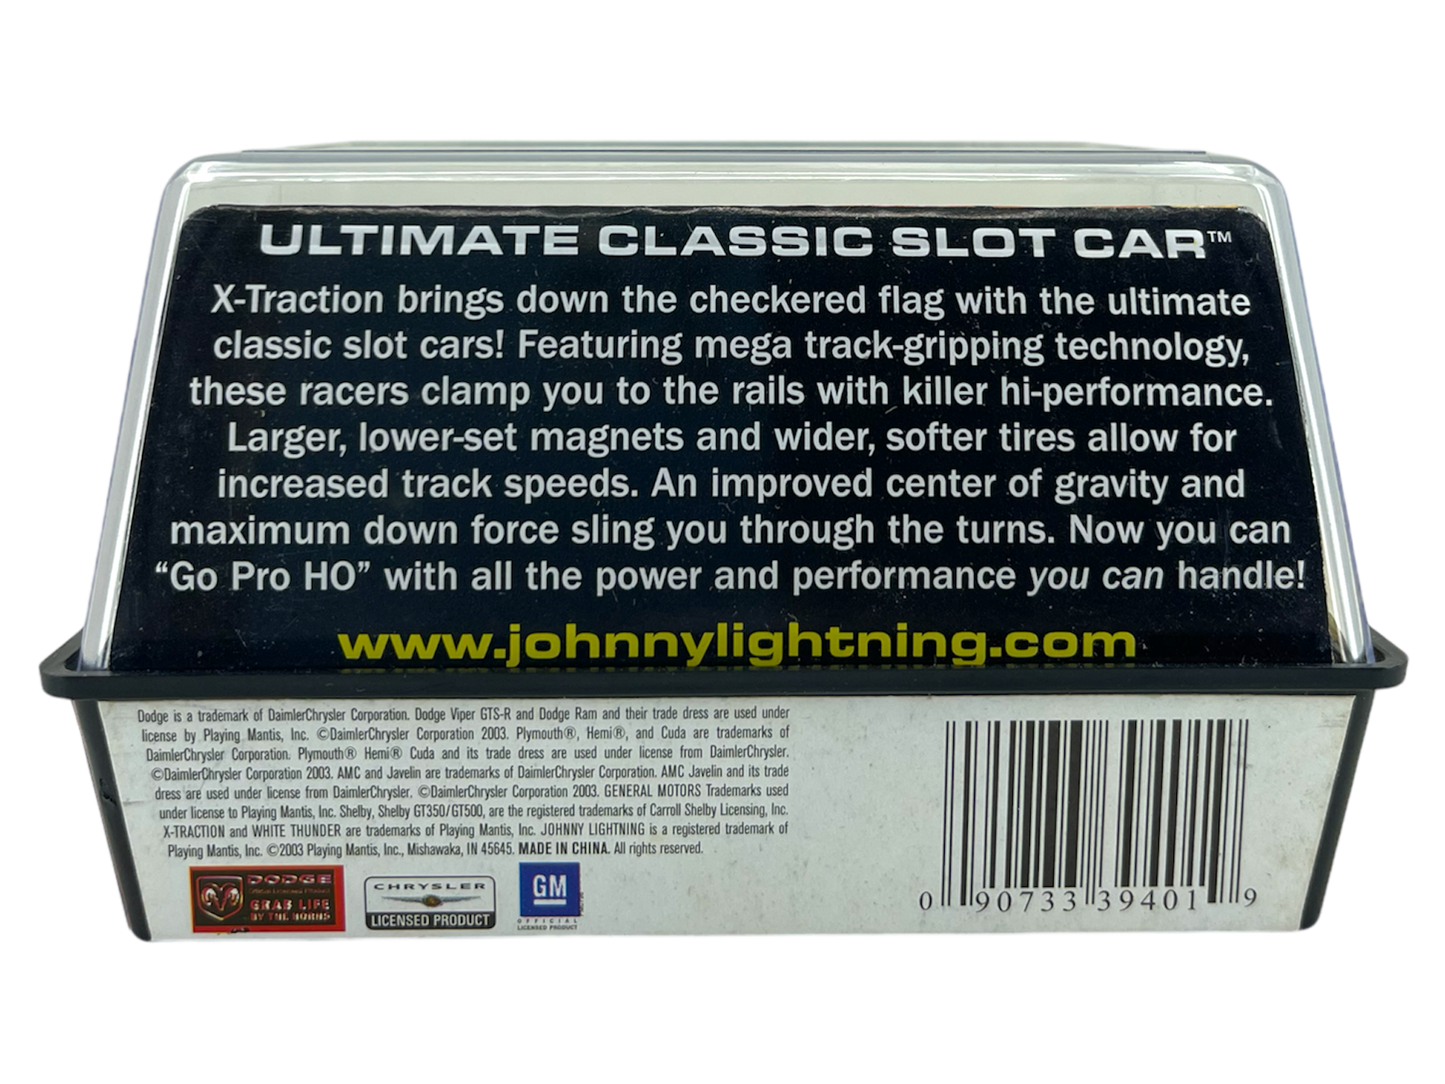 ULTIMATE CLASSIC SLOT CAR™
X-Traction brings down the checkered flag with the ultimate
classic slot cars! Featuring mega track-gripping technology,
these racers clamp you to the rails with killer hi-performance.
Larger, lower-set magnets and wider, softer tires allow for
increased track speeds. An improved center of gravity and
maximum down force sling you through the turns. Now you can
“Go Pro HO” with all the power and performance you can handle!
www.johnnylightning.com
Dodge is a trademark of DaimlerChrysler Corporation. Dodge Viper GTS-R and Dodge Ram and their trade dress are used under
license by Playing Mantis, Inc. ©DaimlerChrysler Corporation 2003. Plymouth®, Hemi®, and Cuda are trademarks of
DaimlerChrysler Corporation. Plymouth® Hemi® Cuda and its trade dress are used under license from DaimlerChrysler.
©DaimlerChrysler Corporation 2003. AMC and Javelin are trademarks of DaimlerChrysler Corporation. AMC Javelin and its trade
dress are used under license from DaimlerChrysler. ©DaimlerChrysler Corporation 2003. GENERAL MOTORS Trademarks used
under license to Playing Mantis, Inc. Shelby, Shelby GT350/GT500, are the registered trademarks of Carroll Shelby Licensing, Inc.
X-TRACTION and WHITE THUNDER are trademarks of Playing Mantis, Inc. JOHNNY LIGHTNING is a registered trademark of
Playing Mantis, Inc. ©2003 Playing Mantis, Inc., Mishawaka, IN 45645. MADE IN CHINA. All rights reserved.
DODGE
GRAB LIFE
BY THE HORNS
CHRYSLER
LICENSED PRODUCT
GM
OFFICIAL
LICENSED PRODUCT
0 90733 39401 9